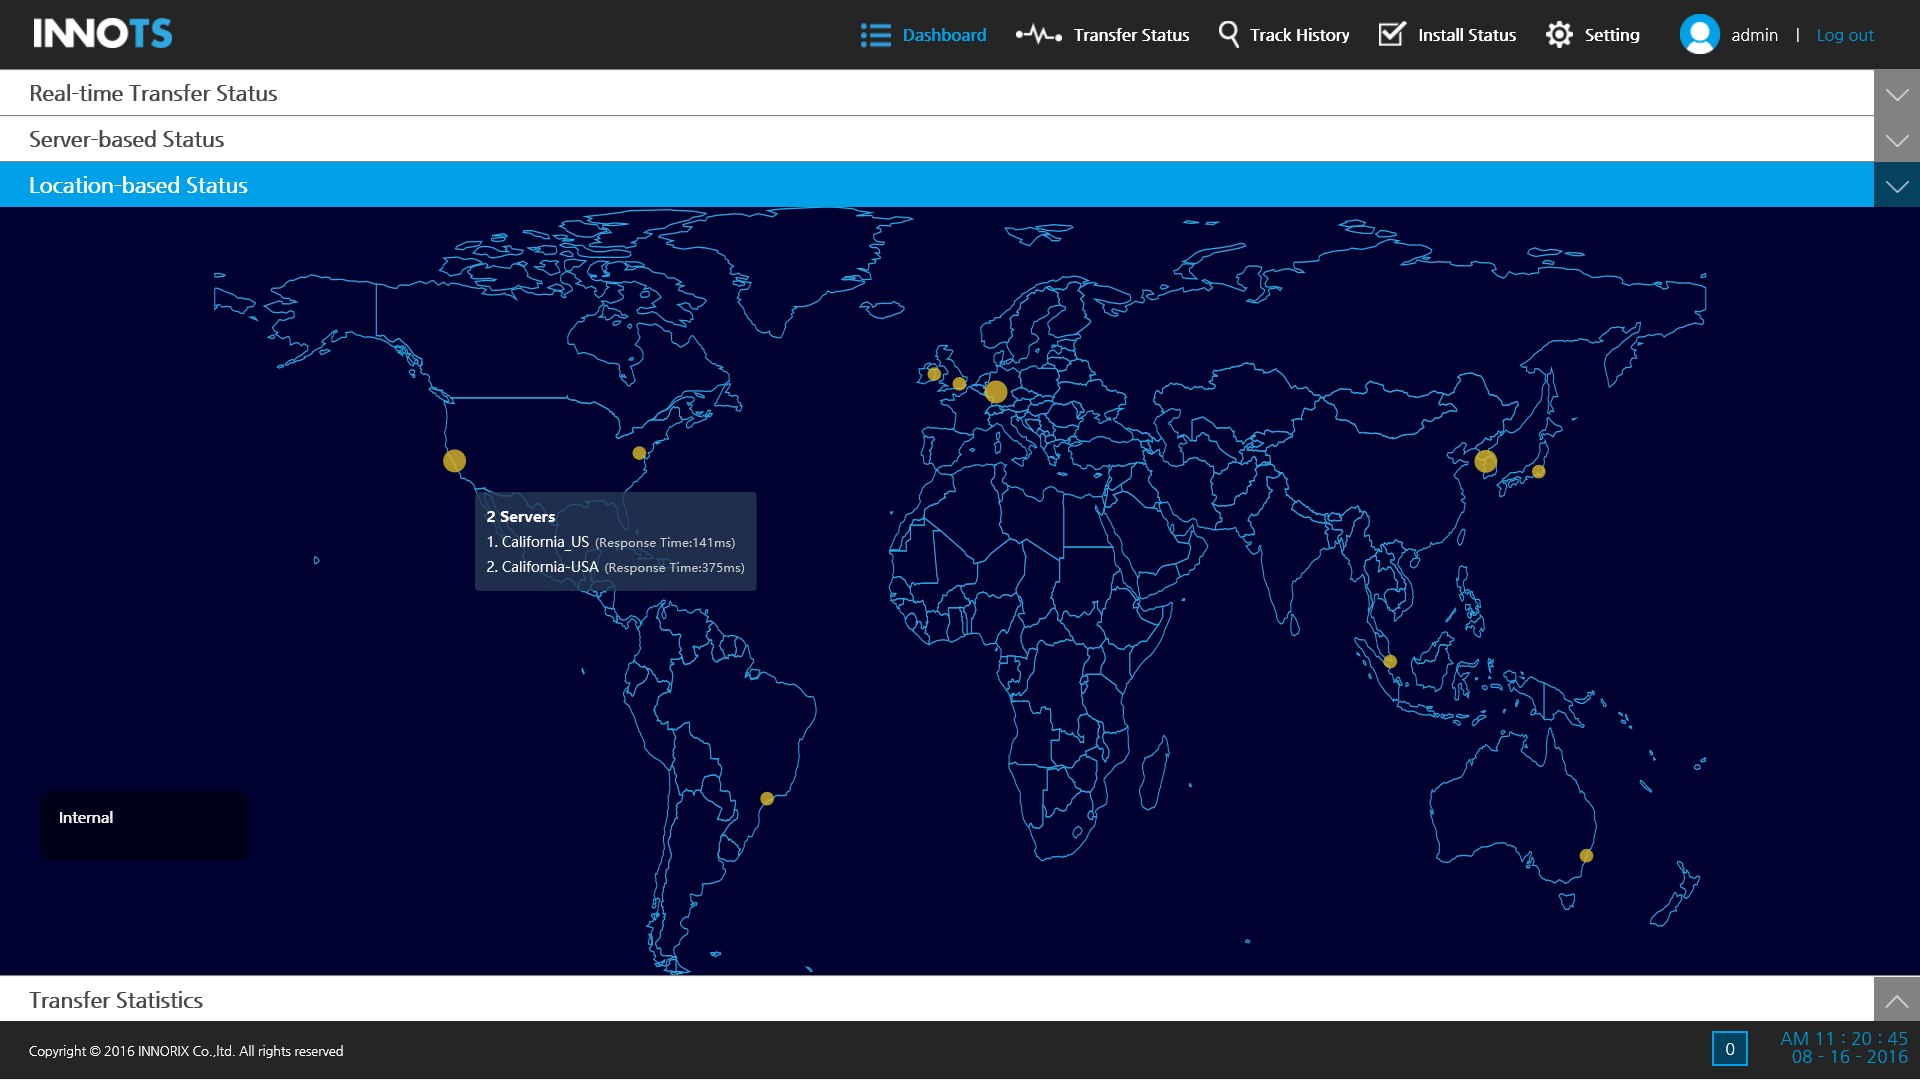 INNOTS
Dashboard
Transfer Status
Track History
Install Status
Setting
admin | Log out
Real-time Transfer Status
Server-based Status
Location-based Status
2 Servers
1. California_US (Response Time:141ms)
2. California-USA (Response Time:375ms)
Internal
Transfer Statistics
Copyright © 2016 INNORIX Co.,ltd. All rights reserved
0
AM 11 : 20 : 45
08 - 16 - 2016